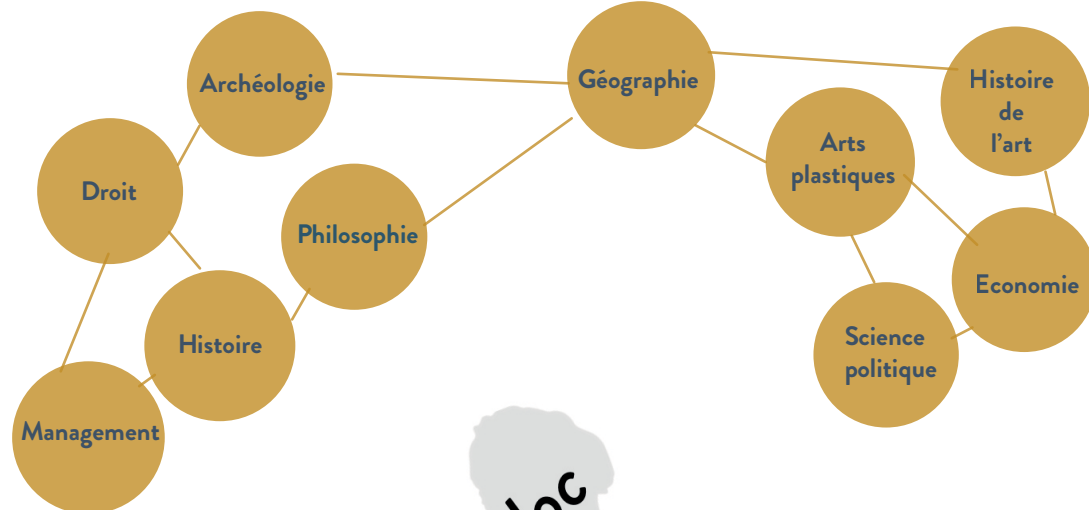 Archéologie
Géographie
Histoire
de
l'art
Arts
plastiques
Droit
Philosophie
Economie
Histoire
Science
politique
Management